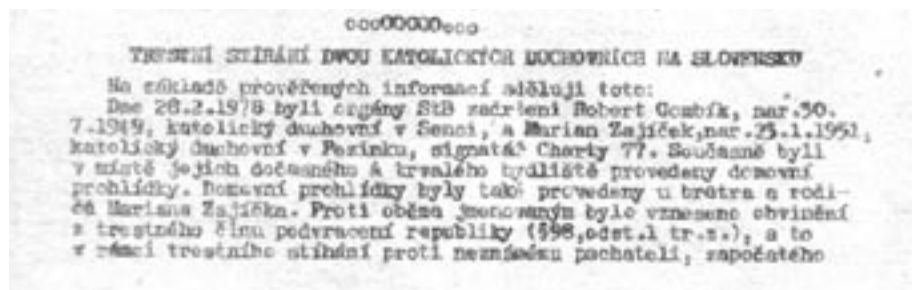 oooOOOOOooo
TRESTNÍ STÍHÁNÍ DVOU KATOLICKÝCH DUCHOVNÍCH NA SLOVENSKU
Na základě prověřených informací sděluji toto:
Dne 28.2.1978 byli orgány StB zadrženi Robert Gombík, nar.30.
7.1949, katolický duchovní v Senci, a Marian Zajíček,nar.23.1.1951,
katolický duchovní v Pezinku, signatář Charty 77. Současně byli
v místě jejich dočasného a trvalého bydliště provedeny domovní
prohlídky. Domovní prohlídky byly také provedeny u bratra a rodi-
čů Mariana Zajíčka. Proti oběma jmenovaným bylo vzneseno obvinění
z trestného činu podvracení republiky (§98,odst.1 tr.z.), a to
v rámci trestního stíhání proti neznámému pachateli, započatého